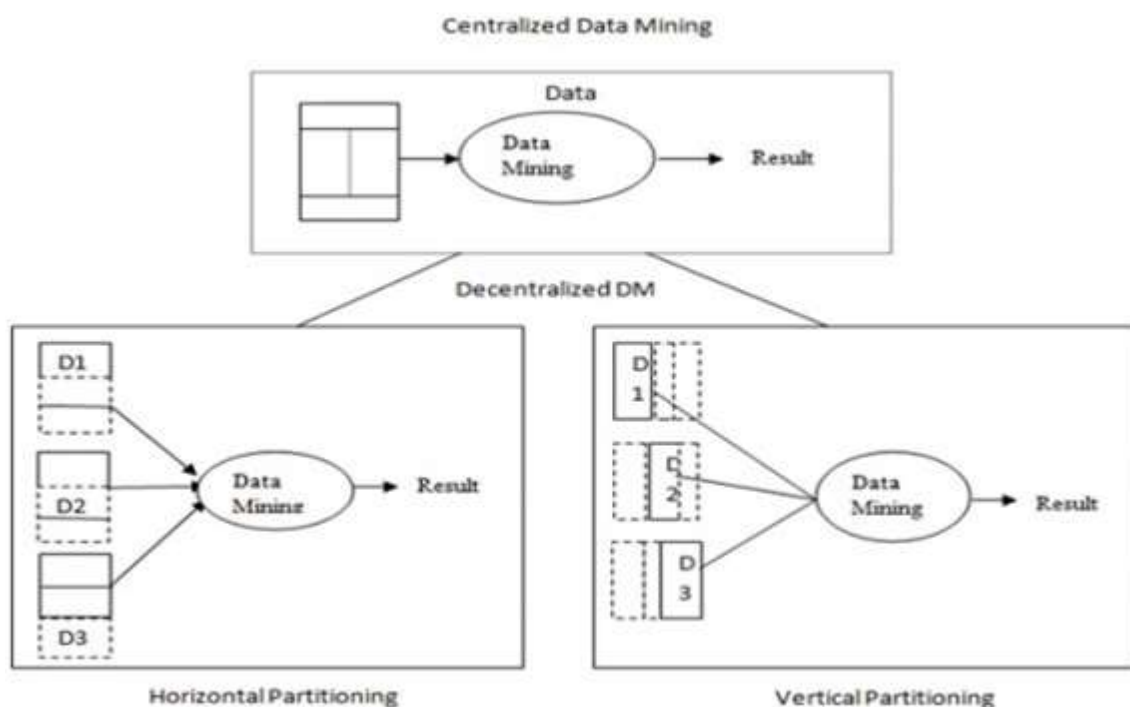 Centralized Data Mining
Data
Data
Mining
Result
Decentralized DM
D1
D2
D3
Data
Mining
Result
D
1
D
2
D
3
Data
Mining
Result
Horizontal Partitioning
Vertical Partitioning